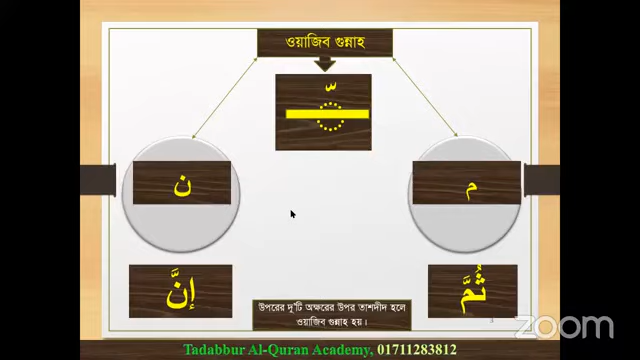 ওয়াজিব গুন্নাহ
ن
م
إِنَّ
ثُمَّ
উপরের দু'টি অক্ষরের উপর তাশদীদ হলে
ওয়াজিব গুন্নাহ হয়।
zoom
Tadabbur Al-Quran Academy, 01711283812